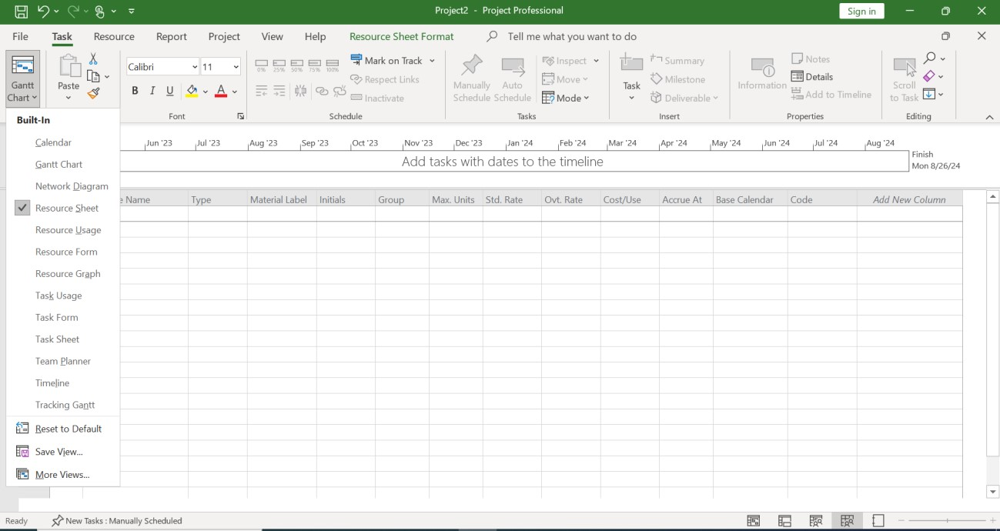 Project2 - Project Professional
Sign in
File Task Resource Report Project View Help Resource Sheet Format Tell me what you want to do
Gantt Chart
Paste
Calibri 11
B I U A
Font
0% 25% 50% 75% 100%
Mark on Track
Respect Links
Inactivate
Schedule
Manually Schedule
Auto Schedule
Inspect
Move
Mode
Tasks
Task
Summary
Milestone
Deliverable
Insert
Information
Notes
Details
Add to Timeline
Properties
Scroll to Task
Editing
Built-In
Calendar
Gantt Chart
Network Diagram
Resource Sheet
Resource Usage
Resource Form
Resource Graph
Task Usage
Task Form
Task Sheet
Team Planner
Timeline
Tracking Gantt
Reset to Default
Save View...
More Views...
Jun '23 Jul '23 Aug '23 Sep '23 Oct '23 Nov '23 Dec '23 Jan '24 Feb '24 Mar '24 Apr '24 May '24 Jun '24 Jul '24 Aug '24
Add tasks with dates to the timeline
Finish
Mon 8/26/24
e Name Type Material Label Initials Group Max. Units Std. Rate Ovt. Rate Cost/Use Accrue At Base Calendar Code Add New Column
Ready New Tasks : Manually Scheduled